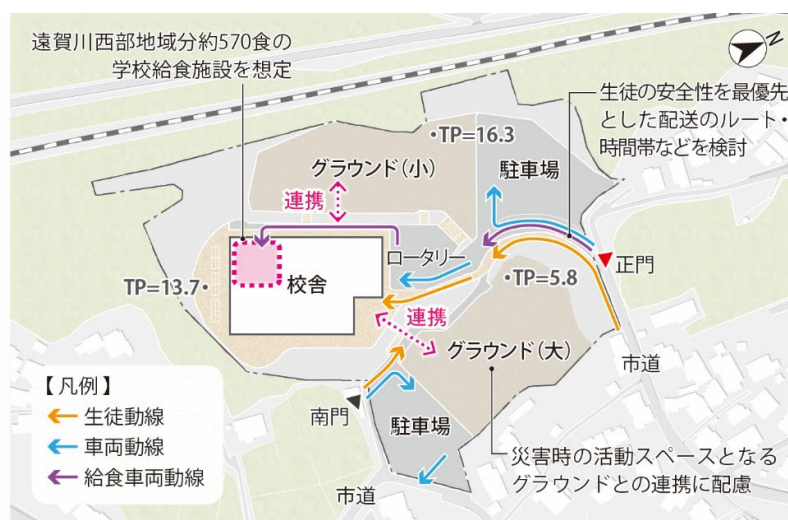 遠賀川西部地域分約570食の
学校給食施設を想定
N
生徒の安全性を最優先
とした配送のルート・
時間帯などを検討
・TP=16.3
グラウンド(小)
駐車場
連携
ロータリー
正門
TP=13.7・
校舎
・TP=5.8
連携
グラウンド(大)
市道
【凡例】
生徒動線
車両動線
給食車両動線
南門
駐車場
市道
災害時の活動スペースとなる
グラウンドとの連携に配慮